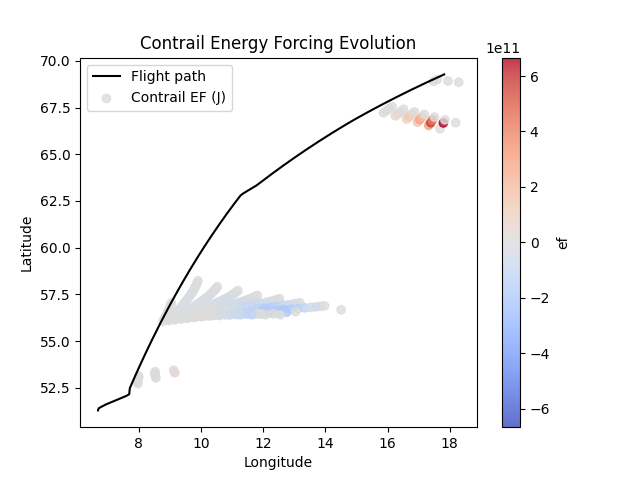 Contrail Energy Forcing Evolution
1e11
Flight path
Contrail EF (J)
70.0
67.5
65.0
62.5
60.0
57.5
55.0
52.5
Latitude
8 10 12 14 16 18
Longitude
6
4
2
0
−2
−4
−6
ef